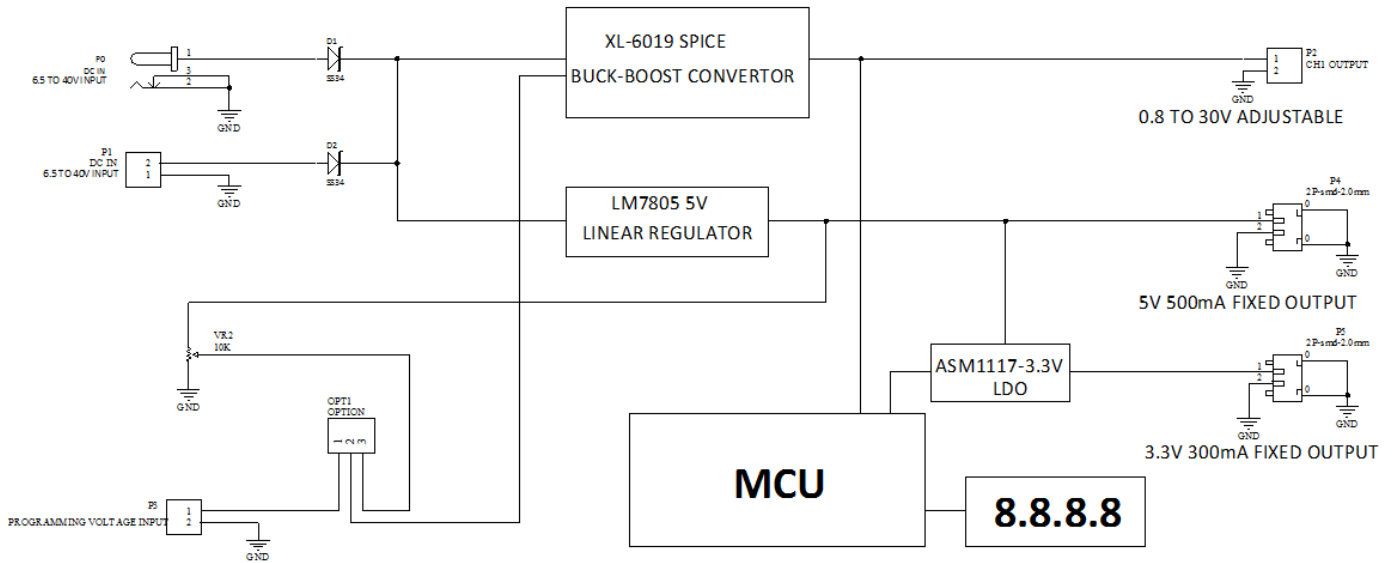 P0
DC IN
6.5 TO 40V INPUT
1
3
2
GND
D1
SS34
XL-6019 SPICE
BUCK-BOOST CONVERTOR
P2
CH1 OUTPUT
1
2
GND
0.8 TO 30V ADJUSTABLE
P1
DC IN
6.5 TO 40V INPUT
2
1
GND
D2
SS34
LM7805 5V
LINEAR REGULATOR
P4
2P-smd-2.0mm
0
1
2
0
GND
GND
5V 500mA FIXED OUTPUT
VR2
10K
GND
ASM1117-3.3V
LDO
P5
2P-smd-2.0mm
0
1
2
0
GND
GND
3.3V 300mA FIXED OUTPUT
OPT1
OPTION
1 2 3
MCU
8.8.8.8
P3
PROGRAMMING VOLTAGE INPUT
1
2
GND